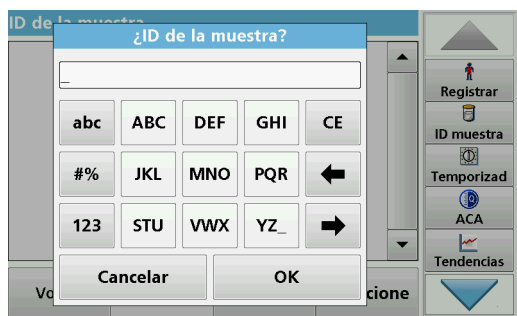 ID de la muestra
¿ID de la muestra?
_
abc ABC DEF GHI CE
#% JKL MNO PQR
123 STU VWX YZ_
Cancelar OK
Registrar
ID muestra
Temporizad
ACA
Tendencias